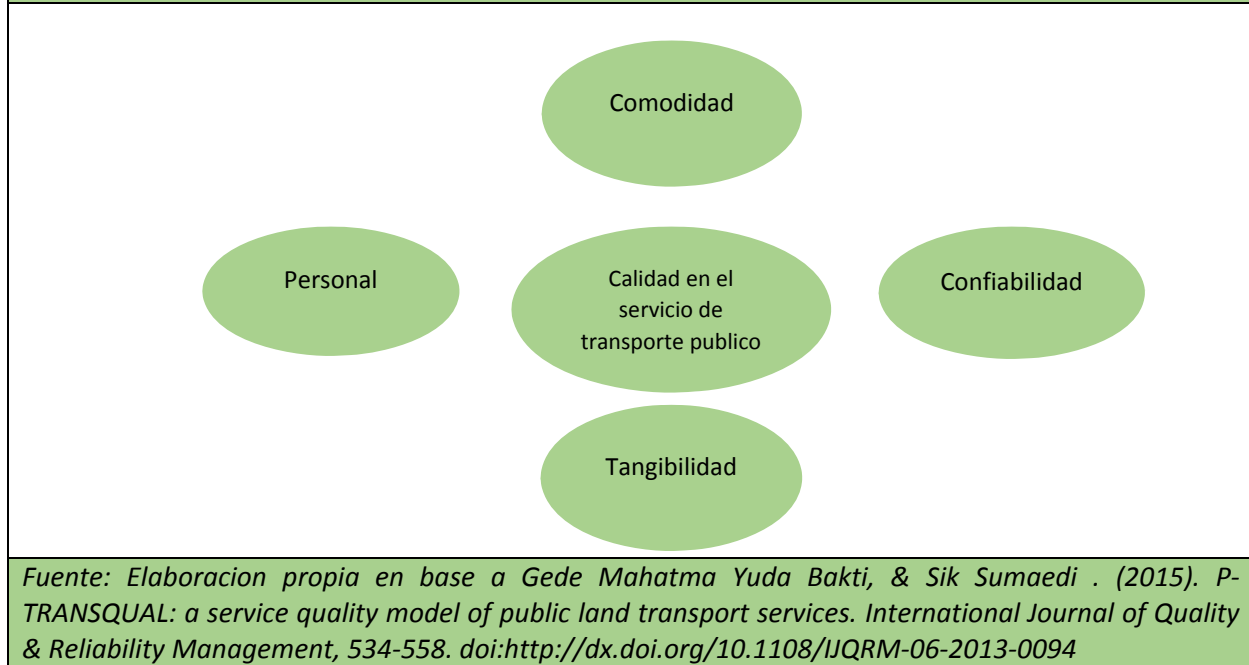 Comodidad
Personal
Calidad en el
servicio de
transporte publico
Confiabilidad
Tangibilidad
Fuente: Elaboracion propia en base a Gede Mahatma Yuda Bakti, & Sik Sumaedi . (2015). P-
TRANSQUAL: a service quality model of public land transport services. International Journal of Quality
& Reliability Management, 534-558. doi:http://dx.doi.org/10.1108/IJQRM-06-2013-0094